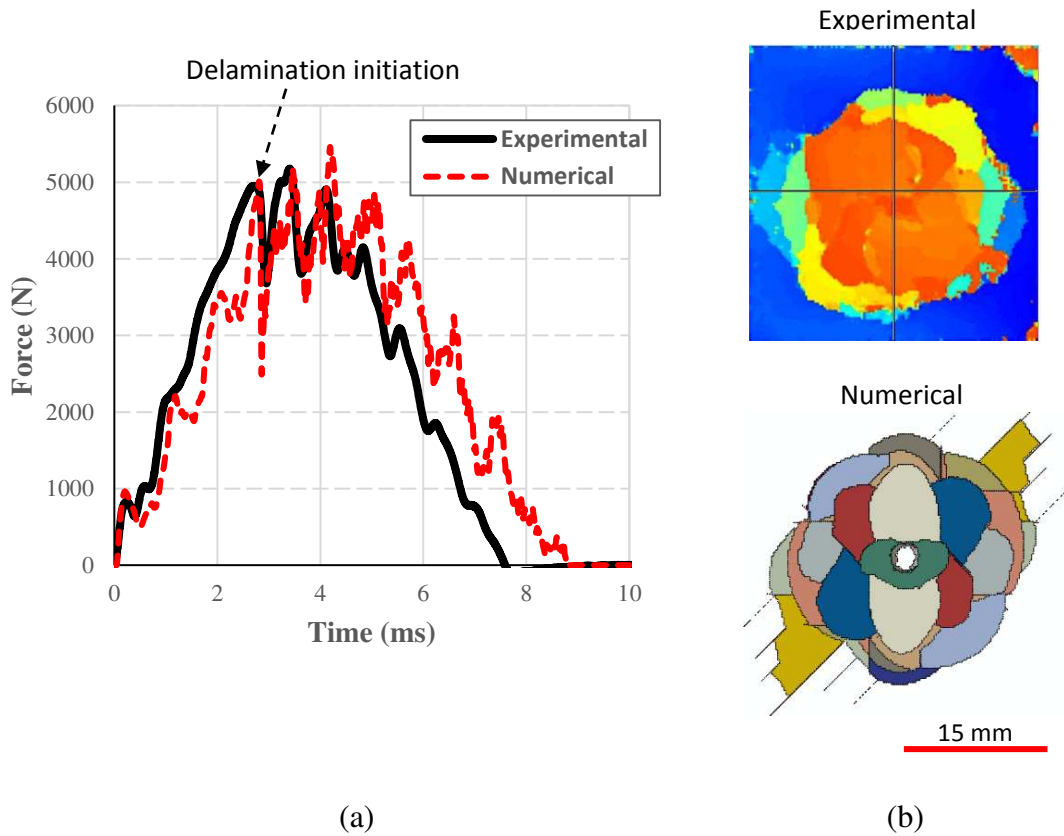 Experimental
Delamination initiation
6000
5000
4000
3000
2000
1000
0
Force (N)
Experimental
Numerical
0
2
4
6
8
10
Time (ms)
Numerical
15 mm
(a)
(b)